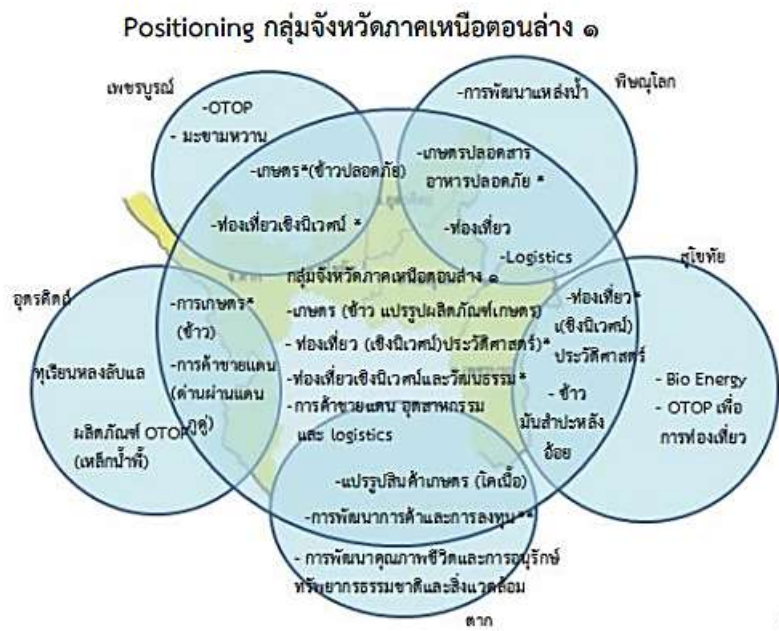 Positioning กลุ่มจังหวัดภาคเหนือตอนล่าง ๑
เพชรบูรณ์
-OTOP
- มะขามหวาน
-เกษตร*(ข้าวปลอดภัย)
-ท่องเที่ยวเชิงนิเวศน์ *
พิษณุโลก
-การพัฒนาแหล่งน้ำ
-เกษตรปลอดสาร
อาหารปลอดภัย *
-ท่องเที่ยว
-Logistics
กลุ่มจังหวัดภาคเหนือตอนล่าง ๑
-เกษตร (ข้าว แปรรูปผลิตภัณฑ์เกษตร)
- ท่องเที่ยว (เชิงนิเวศน์)ประวัติศาสตร์)*
-ท่องเที่ยวเชิงนิเวศน์และวัฒนธรรม*
-การค้าชายแดน อุตสาหกรรม
และ logistics
อุตรดิตถ์
-การเกษตร*
(ข้าว)
-การค้าชายแดน
(ด่านผ่านแดน
ภูดู่)
ทุเรียนหลงลับแล
ผลิตภัณฑ์ OTOP
(เหล็กน้ำพี้)
สุโขทัย
-ท่องเที่ยว*
เ(ชิงนิเวศน์)
ประวัติศาสตร์
- ข้าว
มันสำปะหลัง
อ้อย
- Bio Energy
- OTOP เพื่อ
การท่องเที่ยว
-แปรรูปสินค้าเกษตร (โคเนื้อ)
-การพัฒนาการค้าและการลงทุน**
- การพัฒนาคุณภาพชีวิตและการอนุรักษ์
ทรัพยากรธรรมชาติและสิ่งแวดล้อม
ตาก